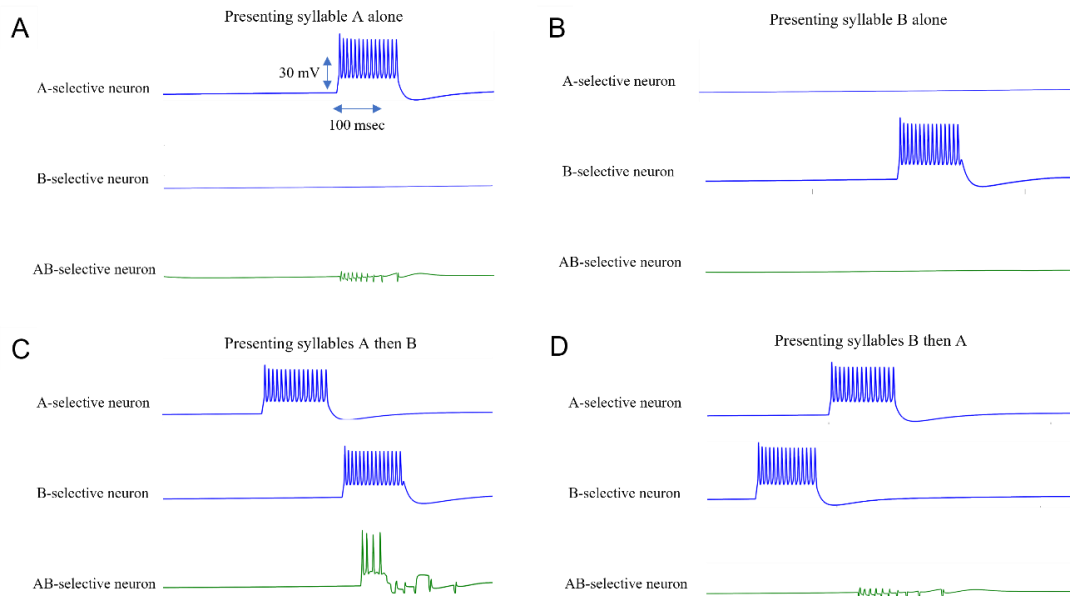 A
Presenting syllable A alone
30 mV
A-selective neuron
100 msec
B-selective neuron
AB-selective neuron
B
Presenting syllable B alone
A-selective neuron
B-selective neuron
AB-selective neuron
C
Presenting syllables A then B
A-selective neuron
B-selective neuron
AB-selective neuron
D
Presenting syllables B then A
A-selective neuron
B-selective neuron
AB-selective neuron